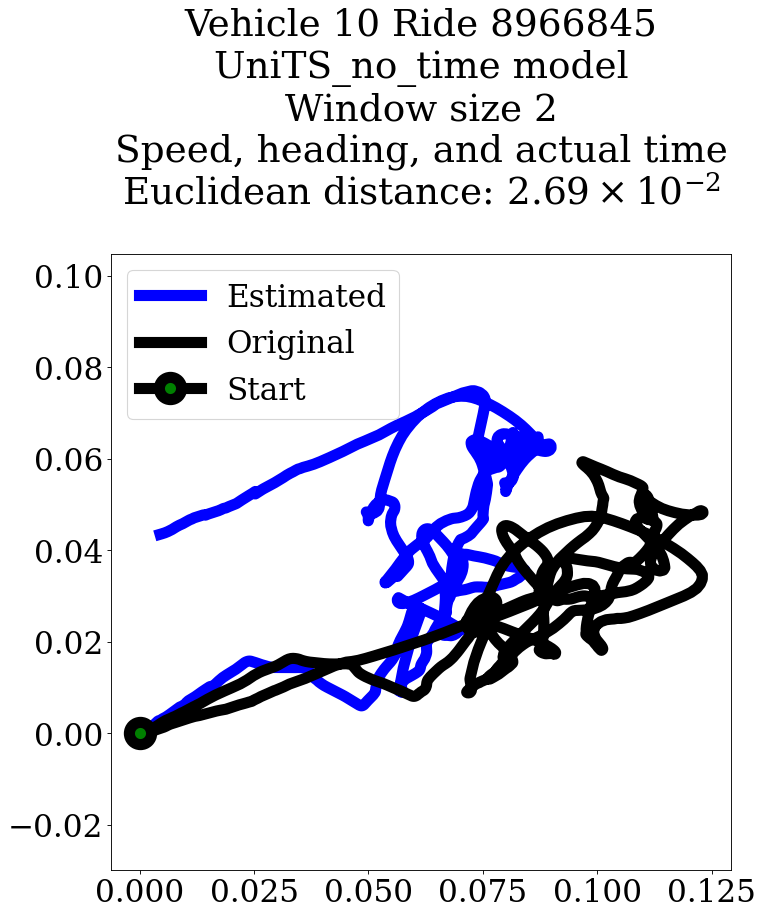 Vehicle 10 Ride 8966845
UniTS_no_time model
Window size 2
Speed, heading, and actual time
Euclidean distance: 2.69 × 10⁻²
Estimated
Original
Start
0.10
0.08
0.06
0.04
0.02
0.00
−0.02
0.000 0.025 0.050 0.075 0.100 0.125